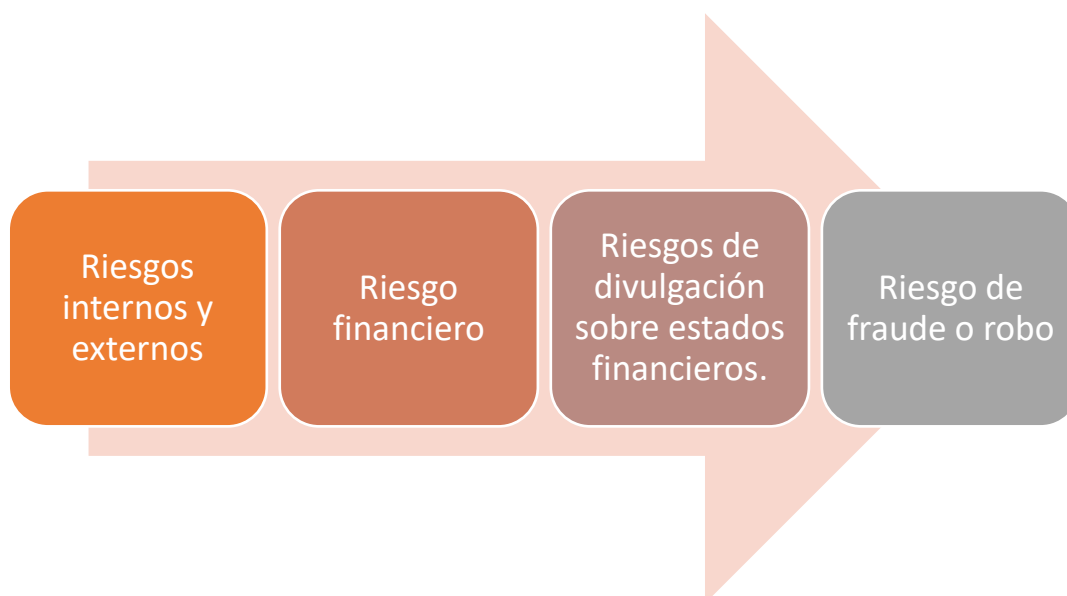 Riesgos
internos y
externos
Riesgo
financiero
Riesgos de
divulgación
sobre estados
financieros.
Riesgo de
fraude o robo